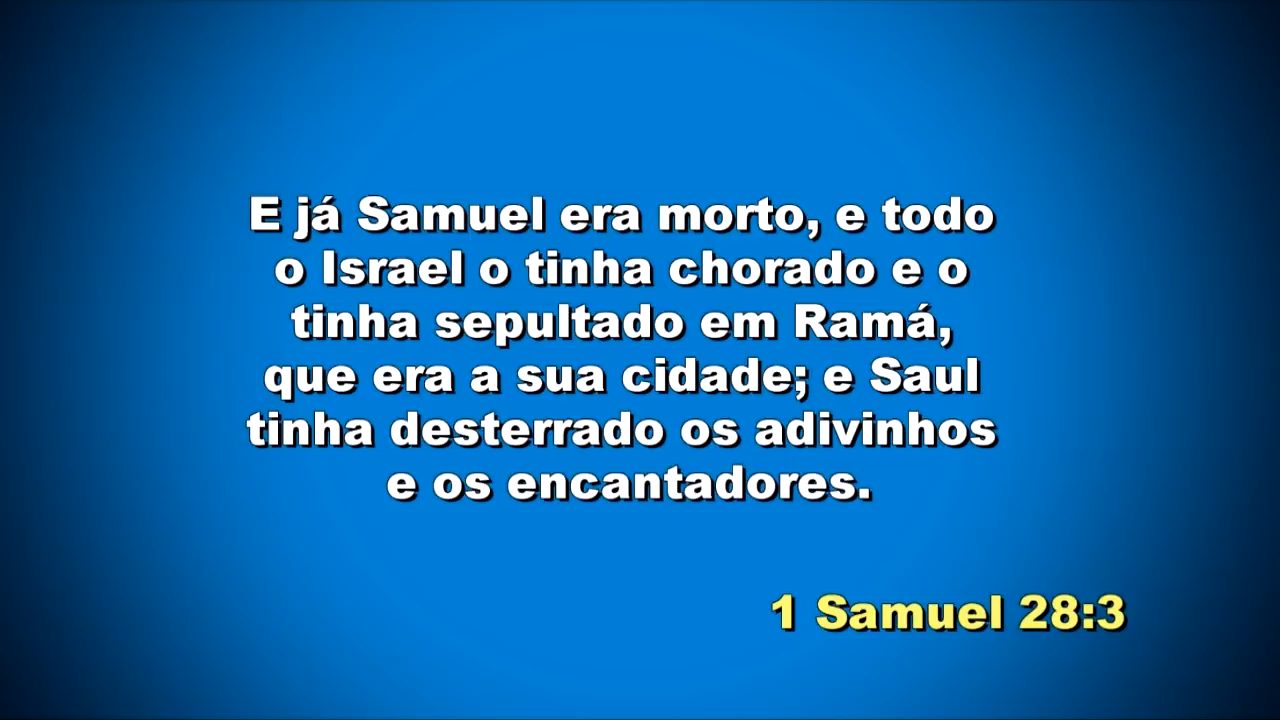 E já Samuel era morto, e todo
o Israel o tinha chorado e o
tinha sepultado em Ramá,
que era a sua cidade; e Saul
tinha desterrado os adivinhos
e os encantadores.
1 Samuel 28:3